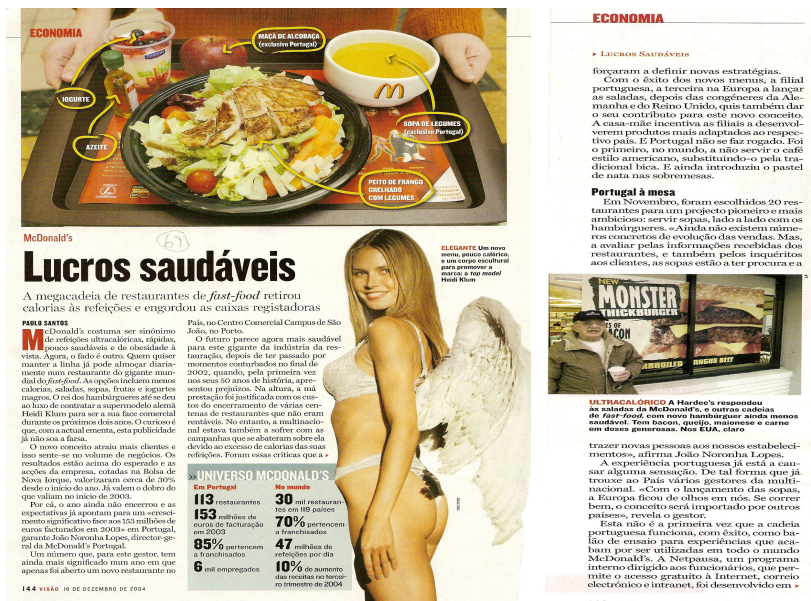 ECONOMIA
MAÇÃ DE ALCOBAÇA
(exclusivo Portugal)
IOGURTE
AZEITE
SOPA DE LEGUMES
(exclusivo Portugal)
PEITO DE FRANGO
GRELHADO
COM LEGUMES
McDonald's
69
Lucros saudáveis
A megacadeia de restaurantes de fast-food retirou
calorias às refeições e engordou as caixas registadoras
ELEGANTE Um novo
menu, pouco calórico,
e um corpo escultural
para promover a
marca: a top model
Heidi Klum
PAULO SANTOS
McDonald's costuma ser sinónimo
de refeições ultracalóricas, rápidas,
pouco saudáveis e de obesidade à
vista. Agora, o fado é outro. Quem quiser
manter a linha já pode almoçar diaria-
mente num restaurante do gigante mun-
dial do fast-food. As opções incluem menos
calorias, saladas, sopas, frutas e iogurtes
magros. O rei dos hambúrgueres até se deu
ao luxo de contratar a supermodelo alemã
Heidi Klum para ser a sua face comercial
durante os próximos dois anos. O curioso é
que, com a actual ementa, esta publicidade
já não soa a farsa.
O novo conceito atraiu mais clientes e
isso sente-se no volume de negócios. Os
resultados estão acima do esperado e as
acções da empresa, cotadas na Bolsa de
Nova Iorque, valorizaram cerca de 30%
desde o início do ano. Já valem o dobro do
que valiam no início de 2003.
Por cá, o ano ainda não encerrou e as
expectativas já apontam para um «cresci-
mento significativo face aos 153 milhões de
euros facturados em 2003» em Portugal,
garante João Noronha Lopes, director-ge-
ral da McDonald's Portugal.
Um número que, para este gestor, tem
ainda mais significado num ano em que
apenas foi aberto um novo restaurante no
País, no Centro Comercial Campus de São
João, no Porto.
O futuro parece agora mais saudável
para este gigante da indústria da res-
tauração, depois de ter passado por
momentos conturbados no final de
2002, quando, pela primeira vez
nos seus 50 anos de história, apre-
sentou prejuízos. Na altura, a má
prestação foi justificada com os cus-
tos do encerramento de várias cen-
tenas de restaurantes que não eram
rentáveis. No entanto, a multinacio-
nal estava também a sofrer com as
campanhas que se abateram sobre ela
devido ao excesso de calorias das suas
refeições. Foram essas críticas que a ▸
»UNIVERSO MCDONALD'S
Em Portugal
113 restaurantes
153 milhões de
euros de facturação
em 2003
85% pertencem
a franchisados
6 mil empregados
No mundo
30 mil restauran-
tes em 118 países
70% pertencem
a franchisados
47 milhões de
refeições por dia
10% de aumento
das receitas no tercei-
ro trimestre de 2004
144 VISÃO 16 DE DEZEMBRO DE 2004
ECONOMIA
▸ LUCROS SAUDÁVEIS
forçaram a definir novas estratégias.
Com o êxito dos novos menus, a filial
portuguesa, a terceira na Europa a lançar
as saladas, depois das congéneres da Ale-
manha e do Reino Unido, quis também dar
o seu contributo para este novo conceito.
A casa-mãe incentiva as filiais a desenvol-
verem produtos mais adaptados ao respec-
tivo país. E Portugal não se faz rogado. Foi
o primeiro, no mundo, a não servir o café
estilo americano, substituindo-o pela tra-
dicional bica. E ainda introduziu o pastel
de nata nas sobremesas.
Portugal à mesa
Em Novembro, foram escolhidos 20 res-
taurantes para um projecto pioneiro e mais
ambicioso: servir sopas, lado a lado com os
hambúrgueres. «Ainda não existem núme-
ros concretos de evolução das vendas. Mas,
a avaliar pelas informações recebidas dos
restaurantes, e também pelos inquéritos
aos clientes, as sopas estão a ter procura e a
NEW
MONSTER
THICKBURGER
BACON
ANGUS BEEF
ULTRACALÓRICO A Hardee's respondeu
às saladas da McDonald's, e outras cadeias
de fast-food, com novo hambúrguer ainda menos
saudável. Tem bacon, queijo, maionese e carne
em doses generosas. Nos EUA, claro
trazer novas pessoas aos nossos estabeleci-
mentos», afirma João Noronha Lopes.
A experiência portuguesa já está a cau-
sar alguma sensação. De tal forma que já
trouxe ao País vários gestores da multi-
nacional. «Com o lançamento das sopas,
a Europa ficou de olhos em nós. Se correr
bem, o conceito será importado por outros
países», revela o gestor.
Esta não é a primeira vez que a cadeia
portuguesa funciona, com êxito, como ba-
lão de ensaio para experiências que aca-
bam por ser utilizadas em todo o mundo
McDonald's. A Netpausa, um programa
interno dirigido aos funcionários, que per-
mite o acesso gratuito à Internet, correio
electrónico e intranet, foi desenvolvido em ▸